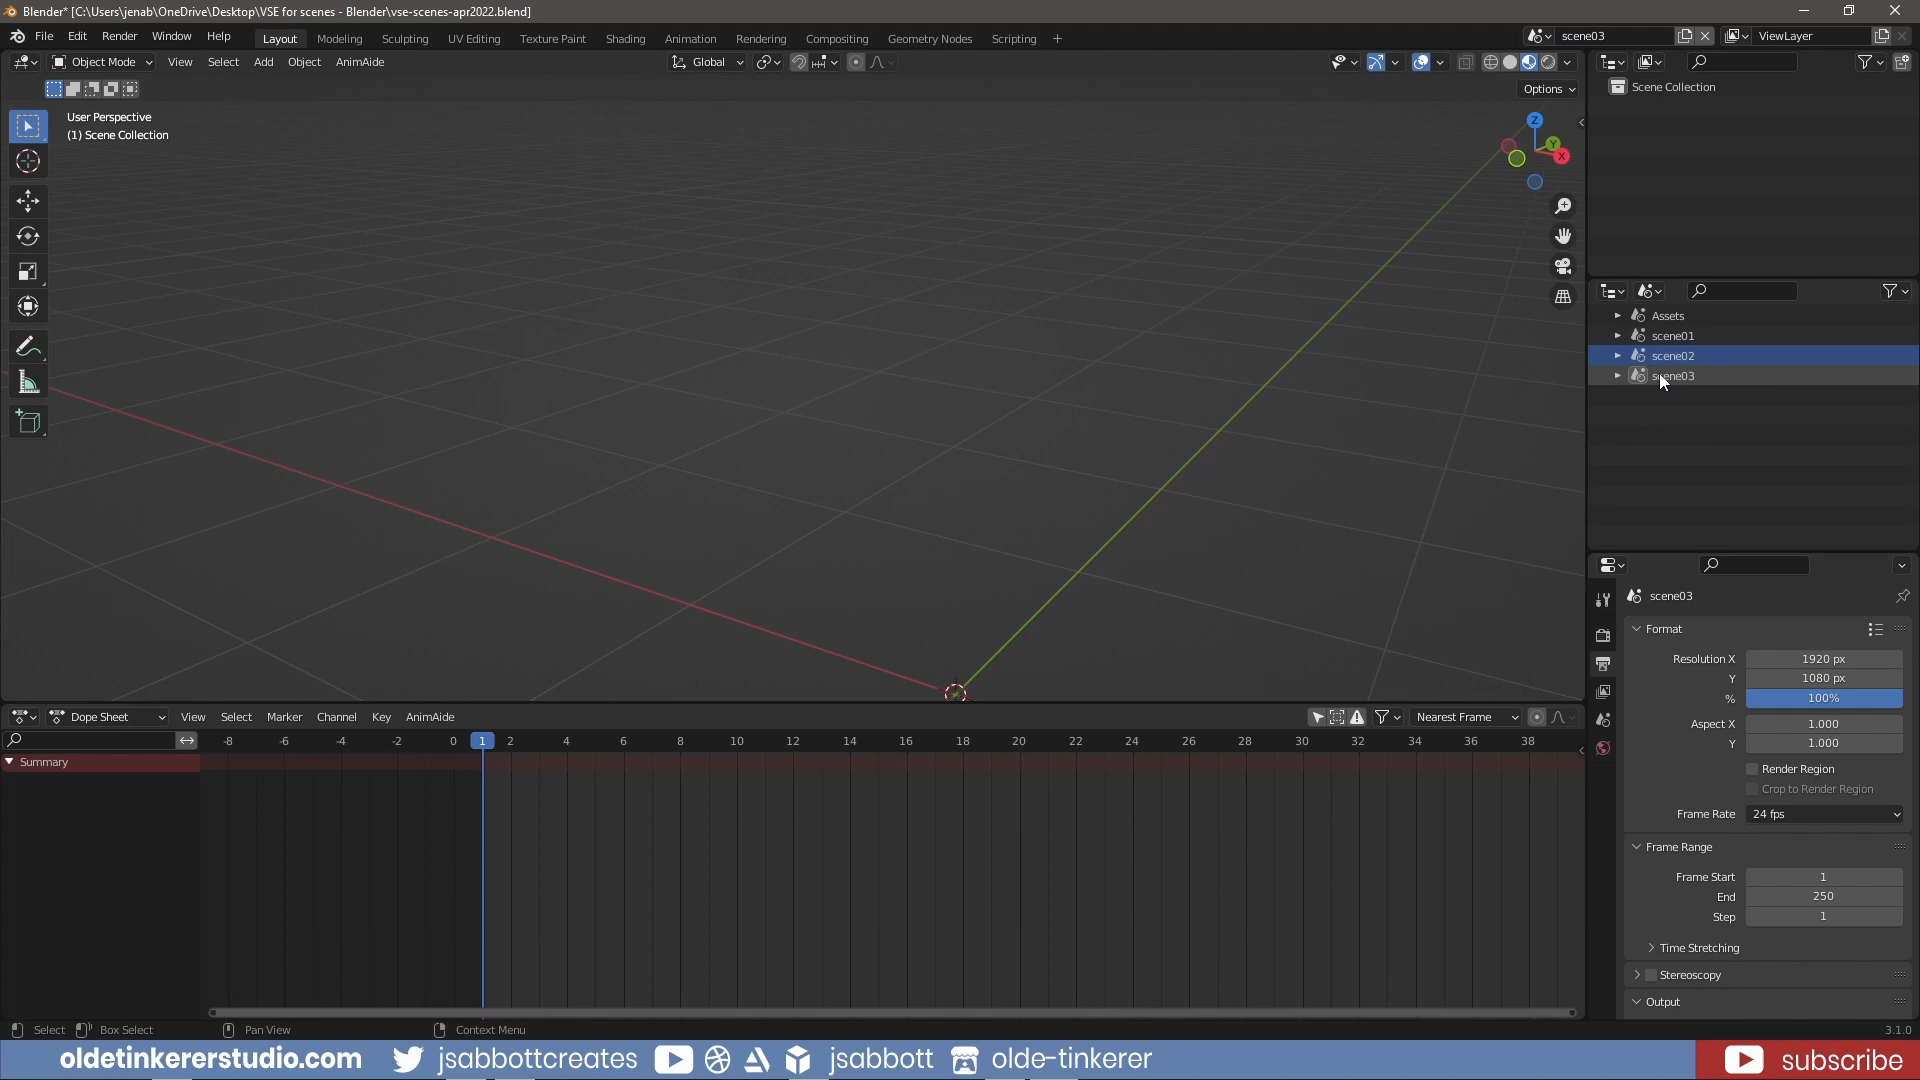 Blender* [C:\Users\jenab\OneDrive\Desktop\VSE for scenes - Blender\vse-scenes-apr2022.blend]
File Edit Render Window Help Layout Modeling Sculpting UV Editing Texture Paint Shading Animation Rendering Compositing Geometry Nodes Scripting + scene03 ViewLayer
Object Mode View Select Add Object AnimAide Global
Options
User Perspective
(1) Scene Collection
Z
Y
X
Scene Collection
Assets
scene01
scene02
scene03
scene03
Format
Resolution X 1920 px
Y 1080 px
% 100%
Aspect X 1.000
Y 1.000
Render Region
Crop to Render Region
Frame Rate 24 fps
Frame Range
Frame Start 1
End 250
Step 1
Time Stretching
Stereoscopy
Output
Dope Sheet View Select Marker Channel Key AnimAide Nearest Frame
-8 -6 -4 -2 0 1 2 4 6 8 10 12 14 16 18 20 22 24 26 28 30 32 34 36 38
Summary
Select Box Select Pan View Context Menu 3.1.0
oldetinkererstudio.com jsabbottcreates jsabbott olde-tinkerer subscribe